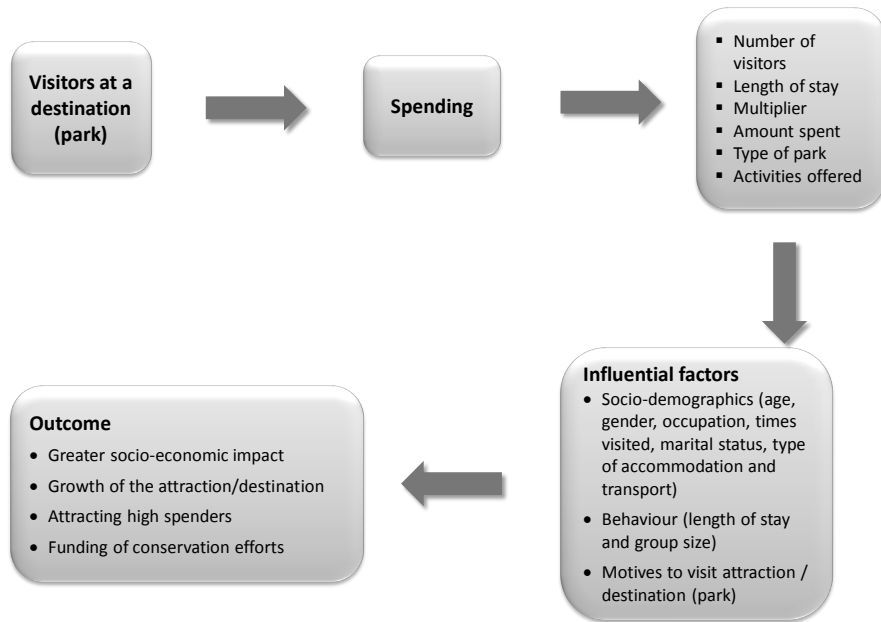 Visitors at a
destination
(park)
Spending
▪ Number of
visitors
▪ Length of stay
▪ Multiplier
▪ Amount spent
▪ Type of park
▪ Activities offered
Influential factors
• Socio-demographics (age,
gender, occupation, times
visited, marital status, type
of accommodation and
transport)
• Behaviour (length of stay
and group size)
• Motives to visit attraction /
destination (park)
Outcome
• Greater socio-economic impact
• Growth of the attraction/destination
• Attracting high spenders
• Funding of conservation efforts